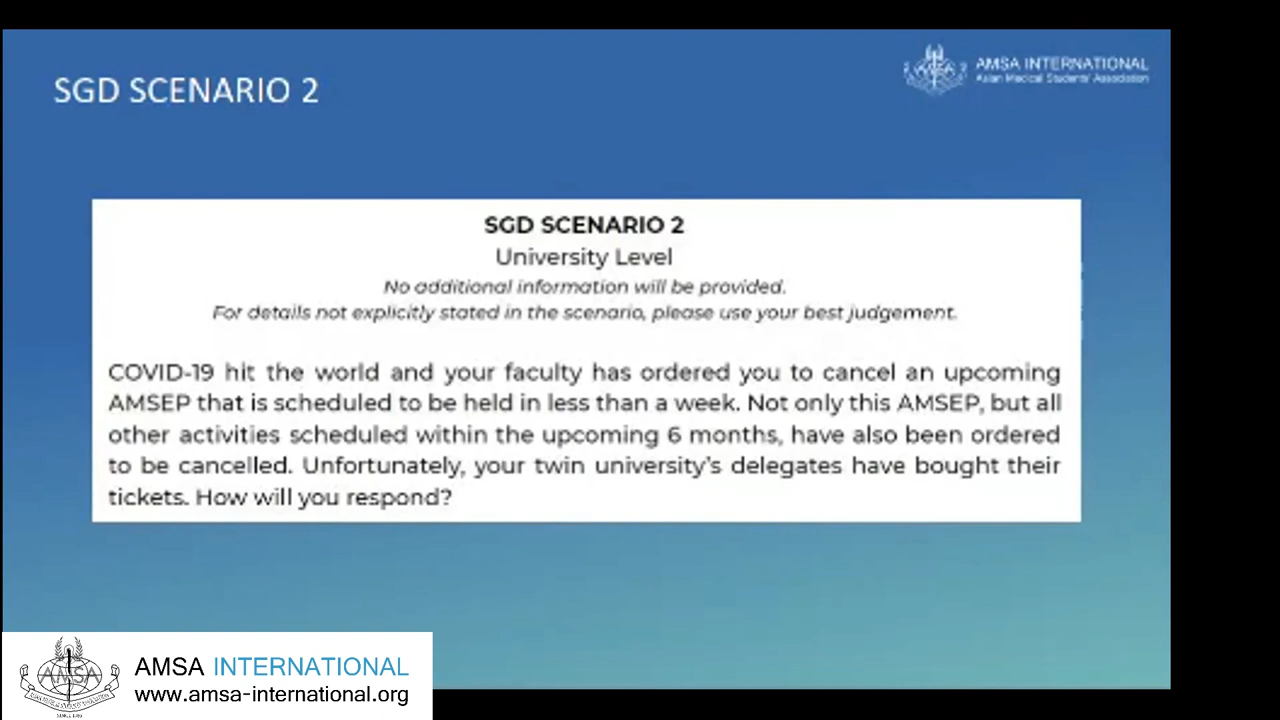 SGD SCENARIO 2
AMSA INTERNATIONAL
Asian Medical Students' Association
SGD SCENARIO 2
University Level
No additional information will be provided.
For details not explicitly stated in the scenario, please use your best judgement.
COVID-19 hit the world and your faculty has ordered you to cancel an upcoming
AMSEP that is scheduled to be held in less than a week. Not only this AMSEP, but all
other activities scheduled within the upcoming 6 months, have also been ordered
to be cancelled. Unfortunately, your twin university's delegates have bought their
tickets. How will you respond?
AMSA
AMSA INTERNATIONAL
www.amsa-international.org